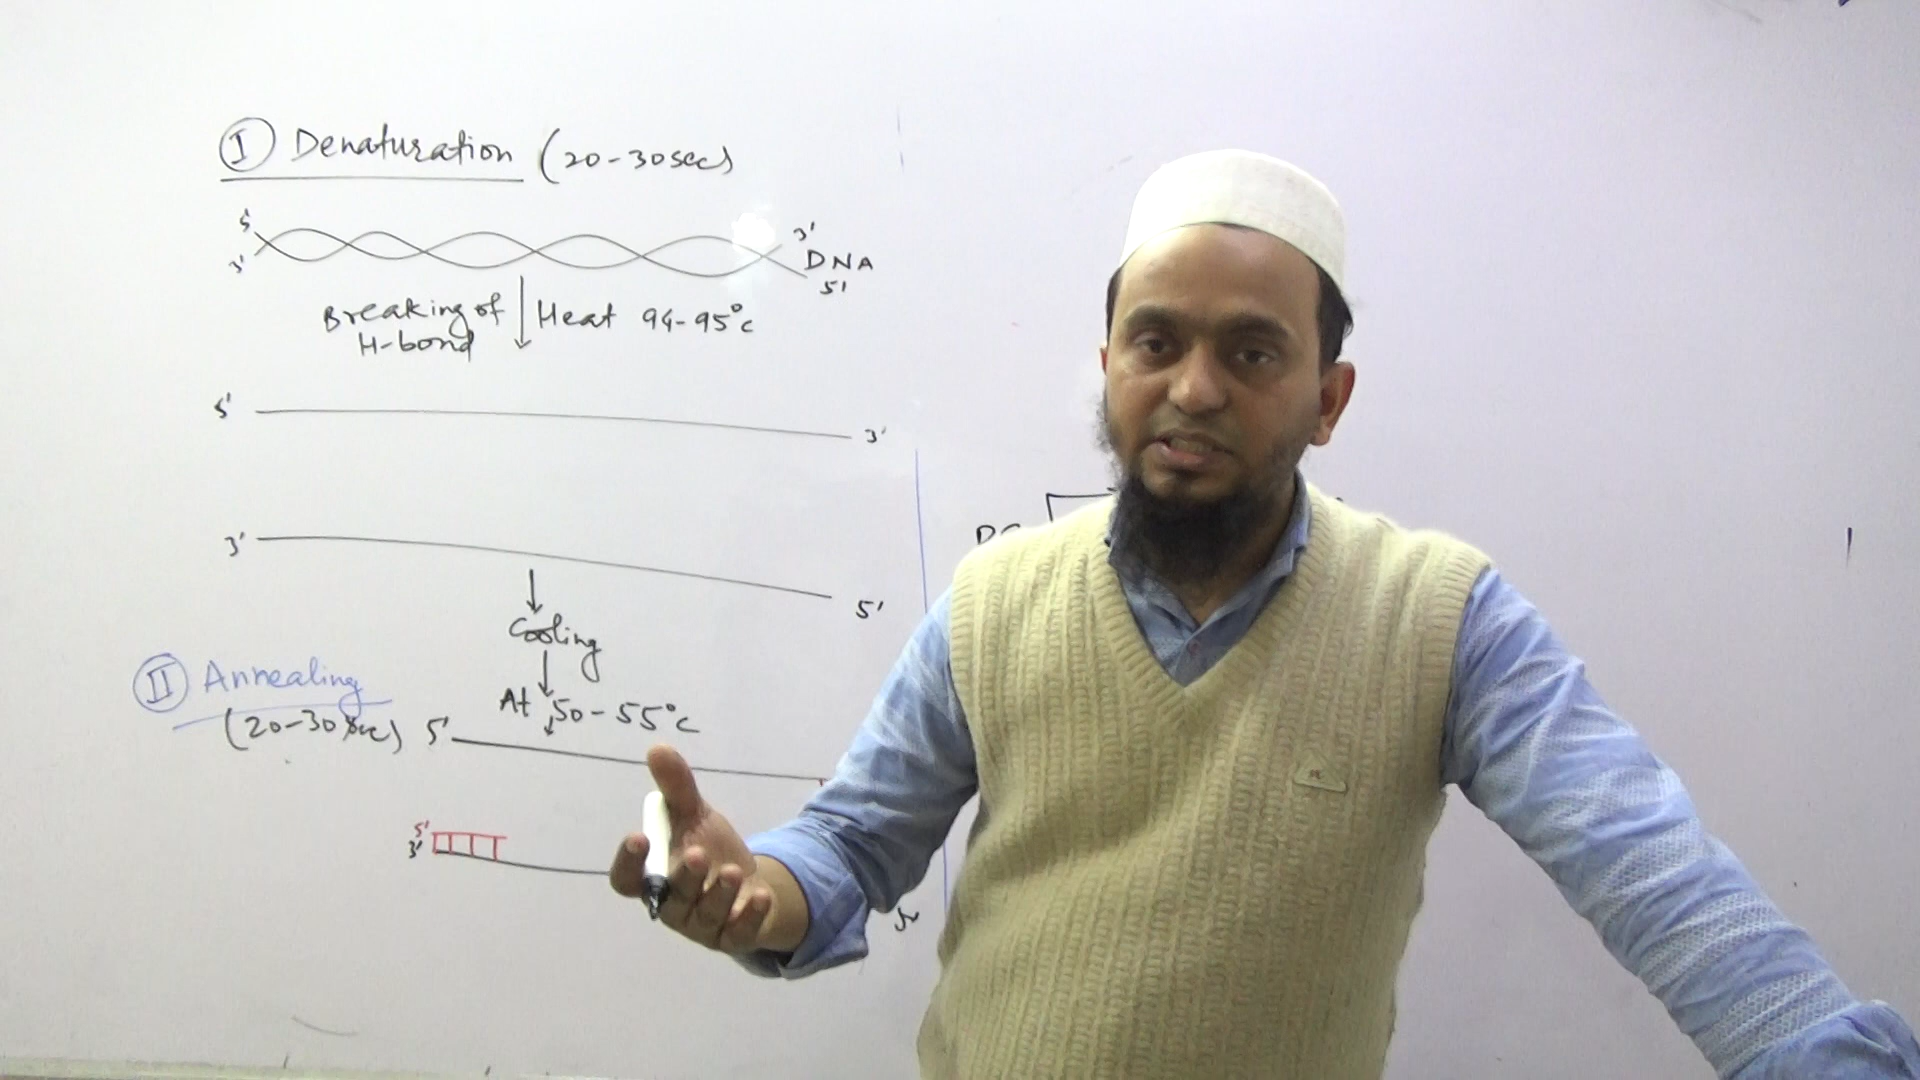 I Denaturation (20-30sec)
5'
3'
3'
DNA
5'
Breaking of H-bond
Heat 94-95°C
5'
3'
3'
5'
Cooling
II Annealing
(20-30sec)
At 50-55°C
5'
5'
3'